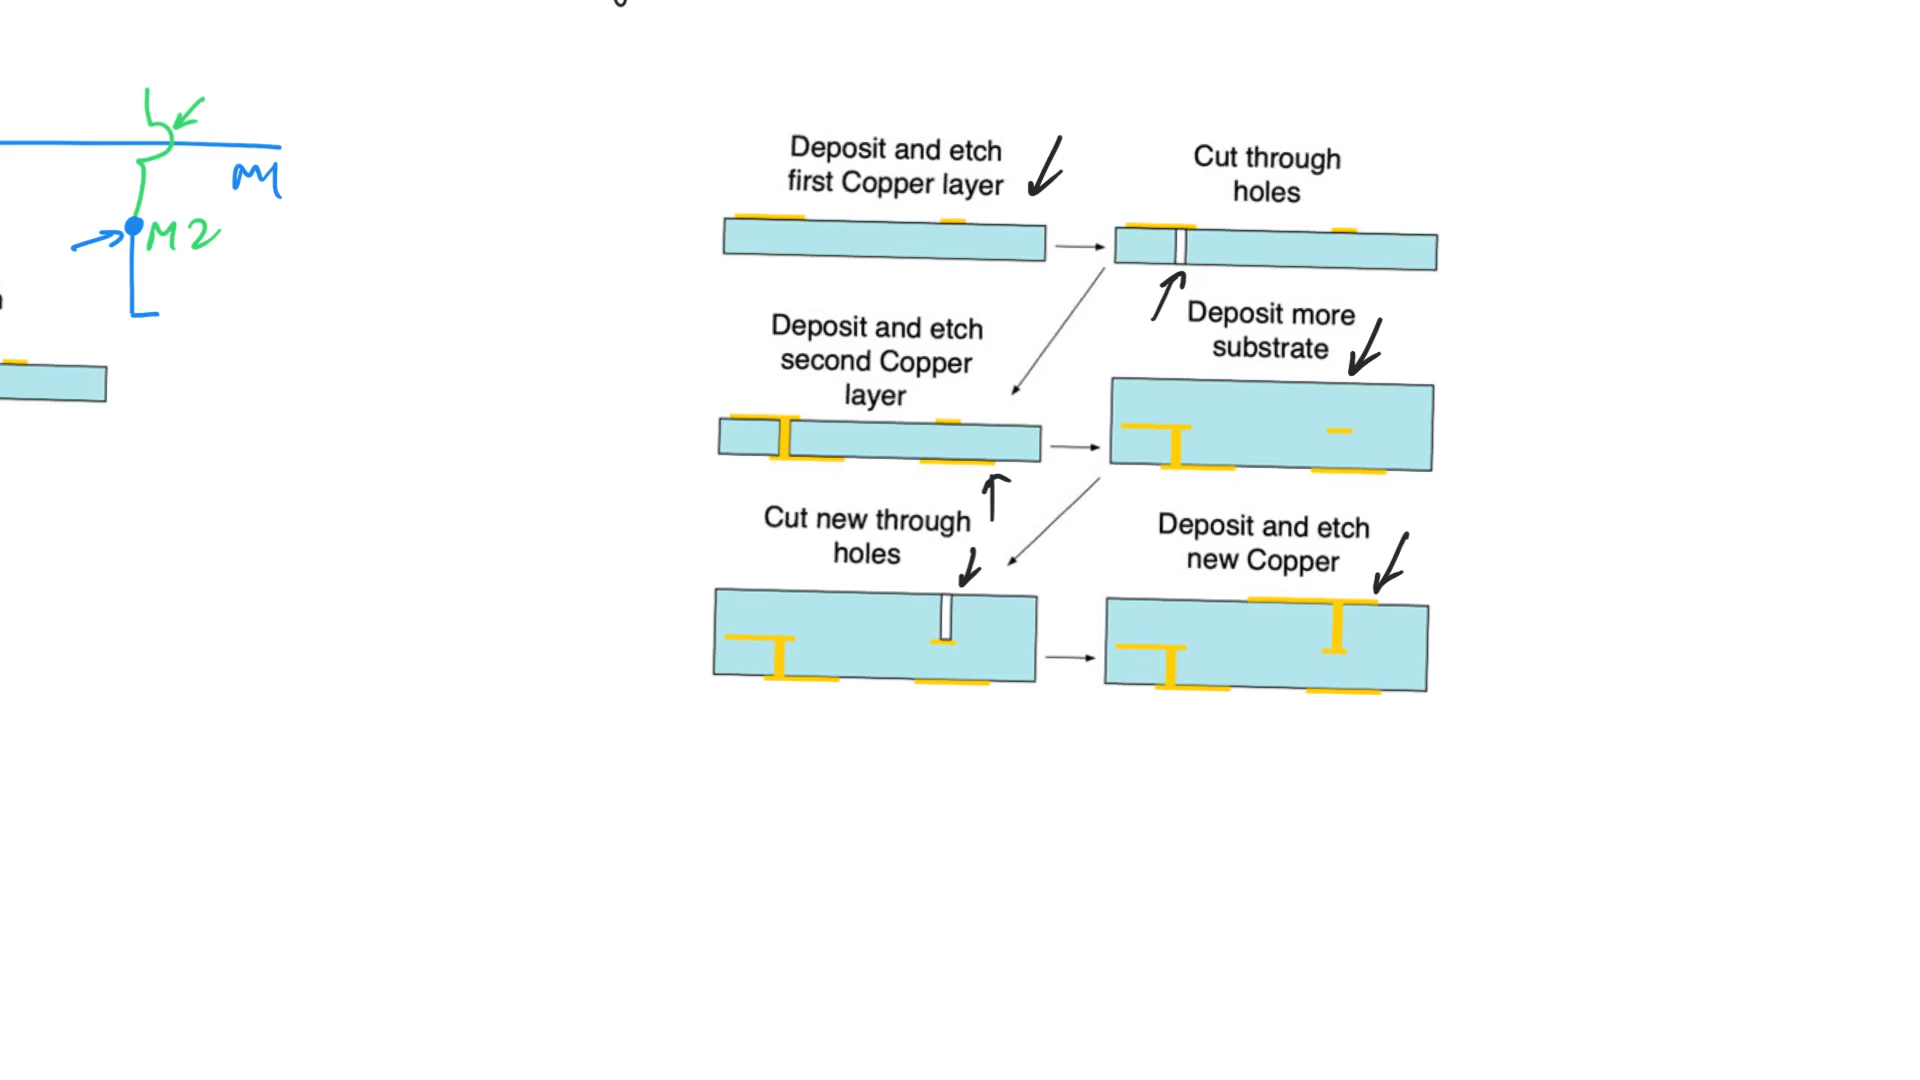 M1
M2
Deposit and etch
first Copper layer
Cut through
holes
Deposit and etch
second Copper
layer
Deposit more
substrate
Cut new through
holes
Deposit and etch
new Copper